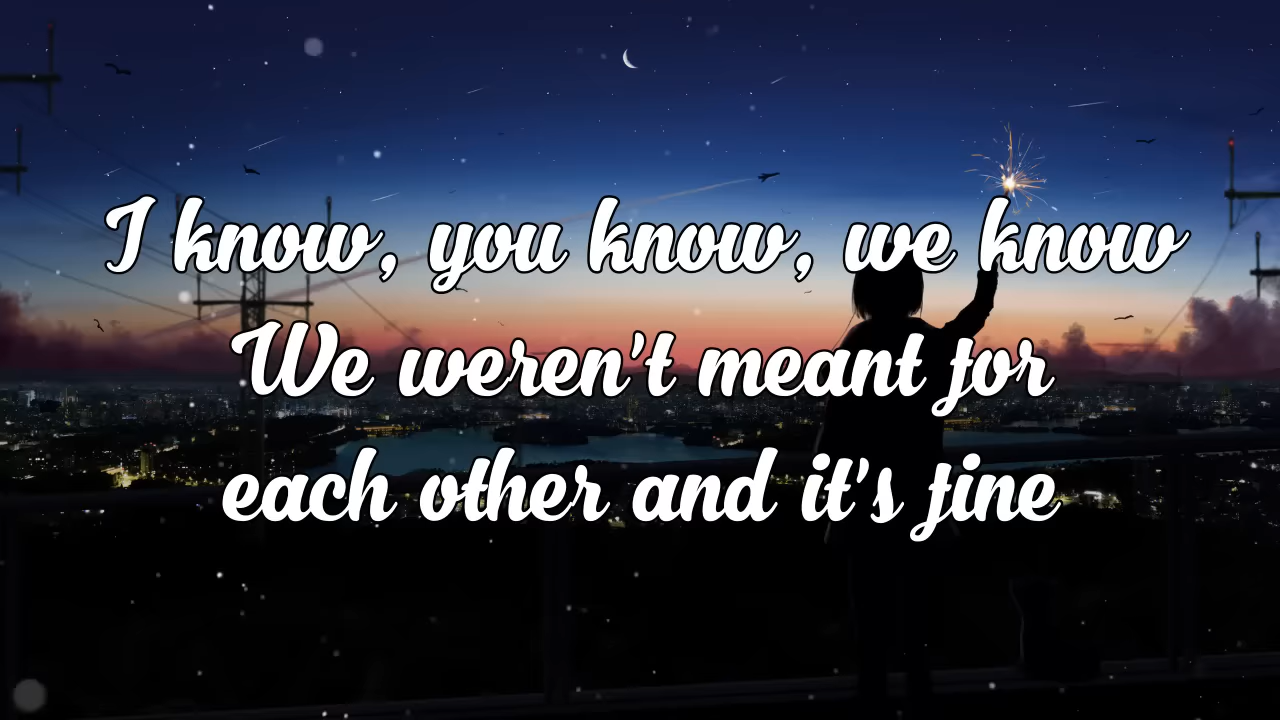 I know, you know, we know
We weren't meant for
each other and it's fine